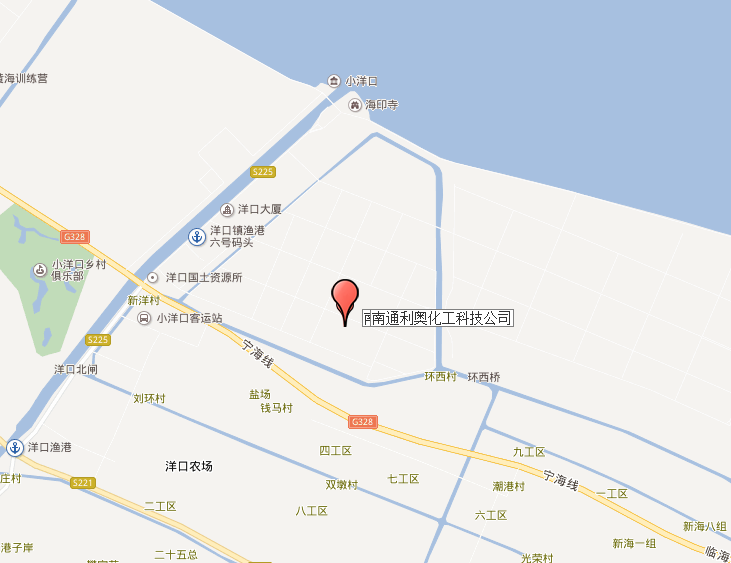 小洋口
黄海训练营
海印寺
S225
洋口大厦
洋口镇渔港
六号码头
G328
小洋口乡村
俱乐部
洋口国土资源所
新洋村
小洋口客运站
南通利奥化工科技公司
S225
宁海线
洋口北闸
环西村
环西桥
刘环村
盐场
钱马村
G328
洋口渔港
四工区
九工区
洋口农场
庄村
S221
双墩村
七工区
宁海线
潮港村
一工区
二工区
八工区
六工区
新海八组
港子岸
二十五总
新海一组
临海
光荣村